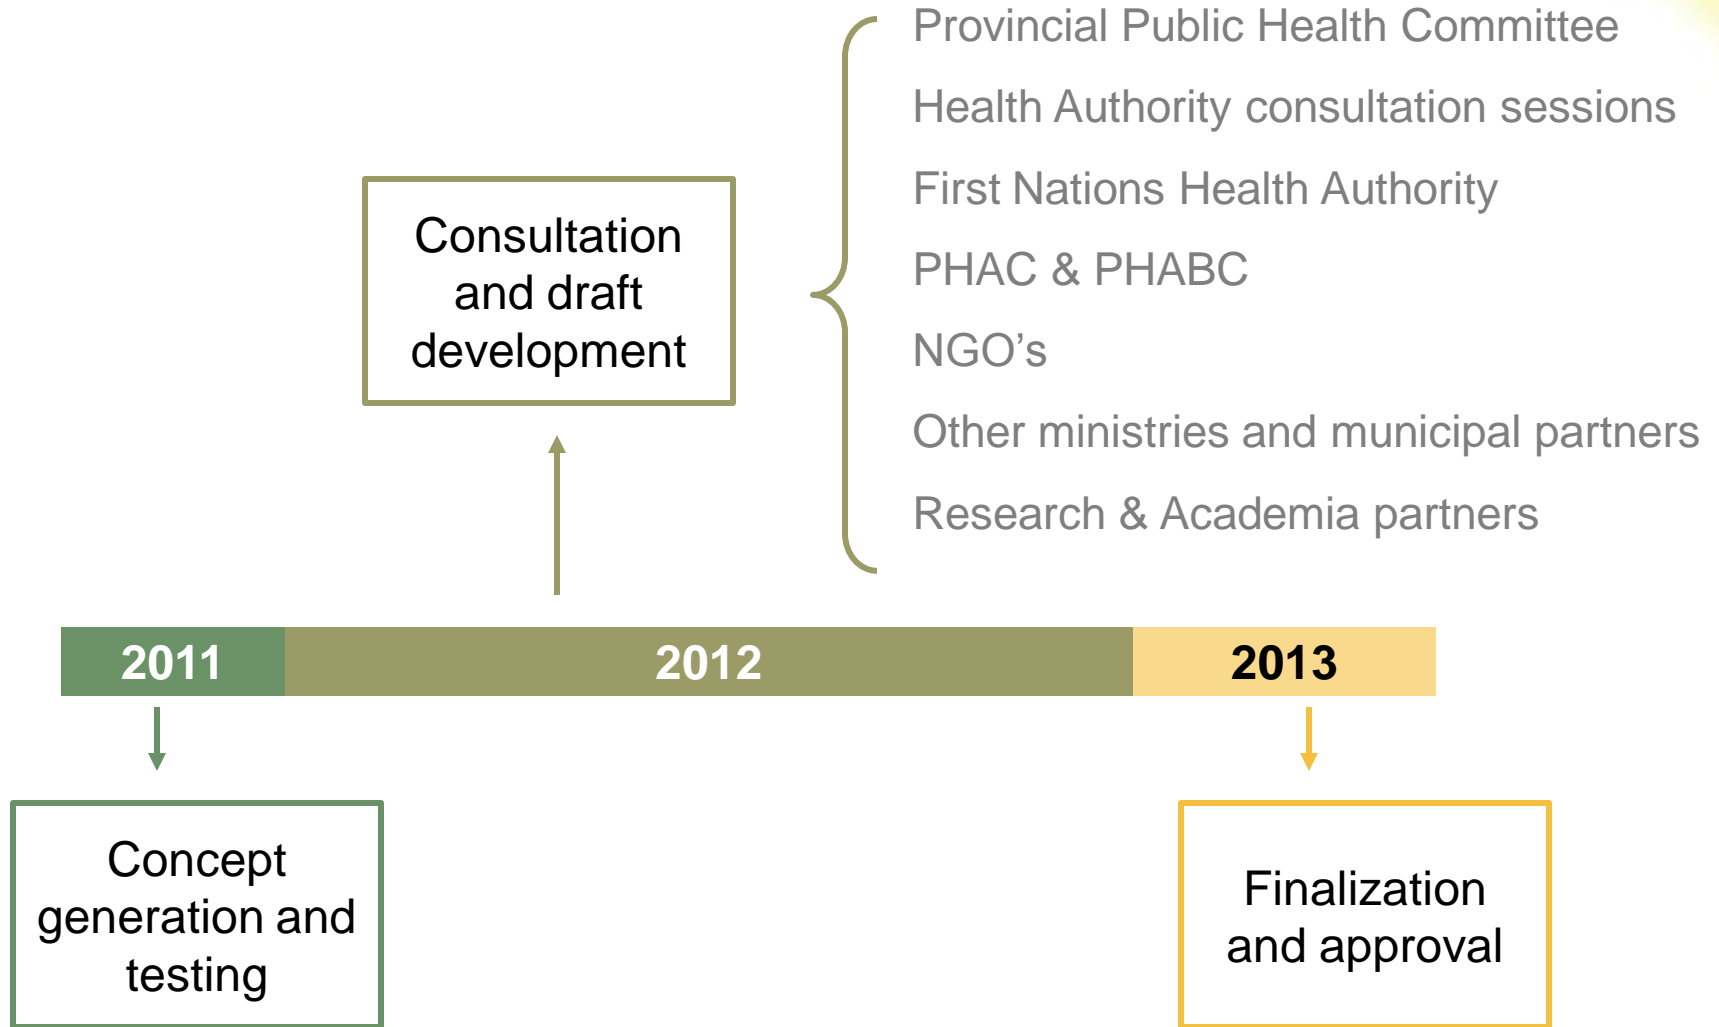 Provincial Public Health Committee
Health Authority consultation sessions
First Nations Health Authority
PHAC & PHABC
NGO’s
Other ministries and municipal partners
Research & Academia partners
Consultation
and draft
development
2011
2012
2013
Concept
generation and
testing
Finalization
and approval